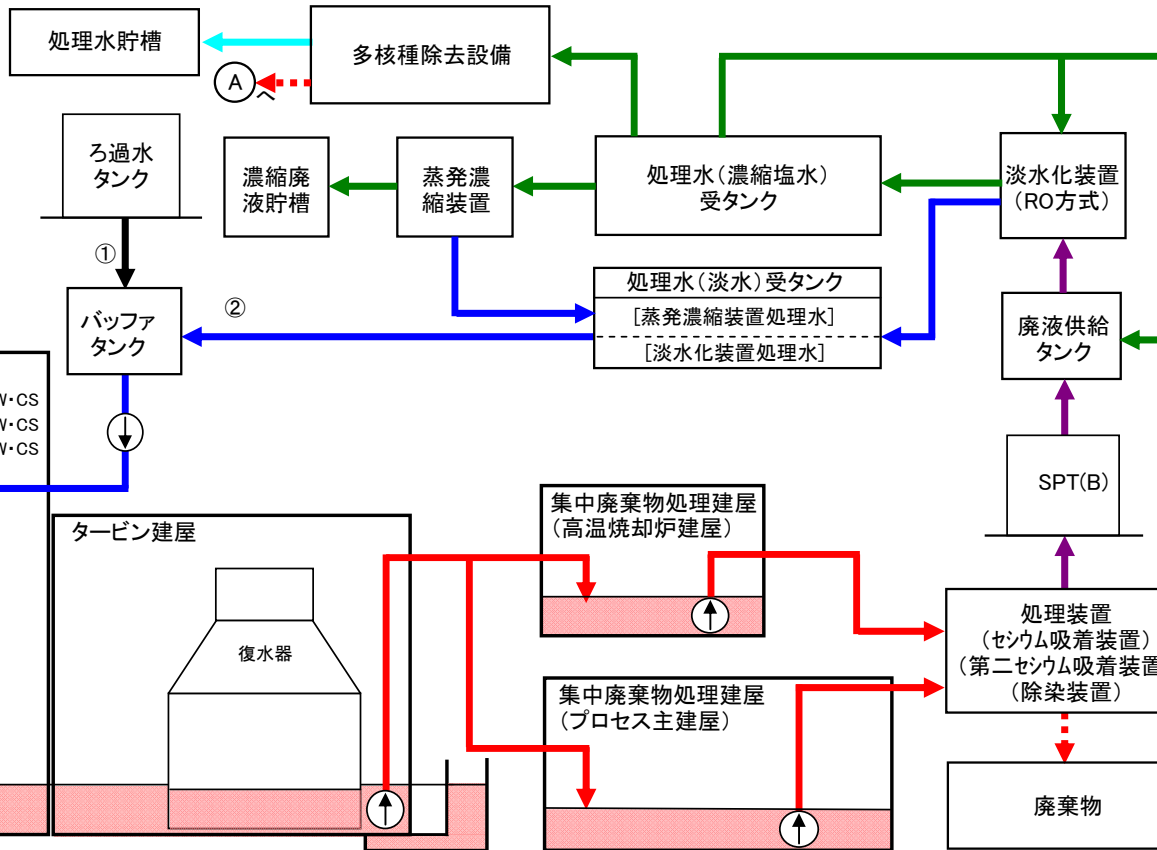 処理水貯槽
多核種除去設備
A
へ
ろ過水
タンク
濃縮廃
液貯槽
蒸発濃
縮装置
処理水(濃縮塩水)
受タンク
淡水化装置
(RO方式)
①
処理水(淡水)受タンク
[蒸発濃縮装置処理水]
[淡水化装置処理水]
②
バッファ
タンク
廃液供給
タンク
W・CS
W・CS
W・CS
SPT(B)
タービン建屋
復水器
集中廃棄物処理建屋
(高温焼却炉建屋)
集中廃棄物処理建屋
(プロセス主建屋)
処理装置
(セシウム吸着装置)
(第二セシウム吸着装置
(除染装置)
廃棄物